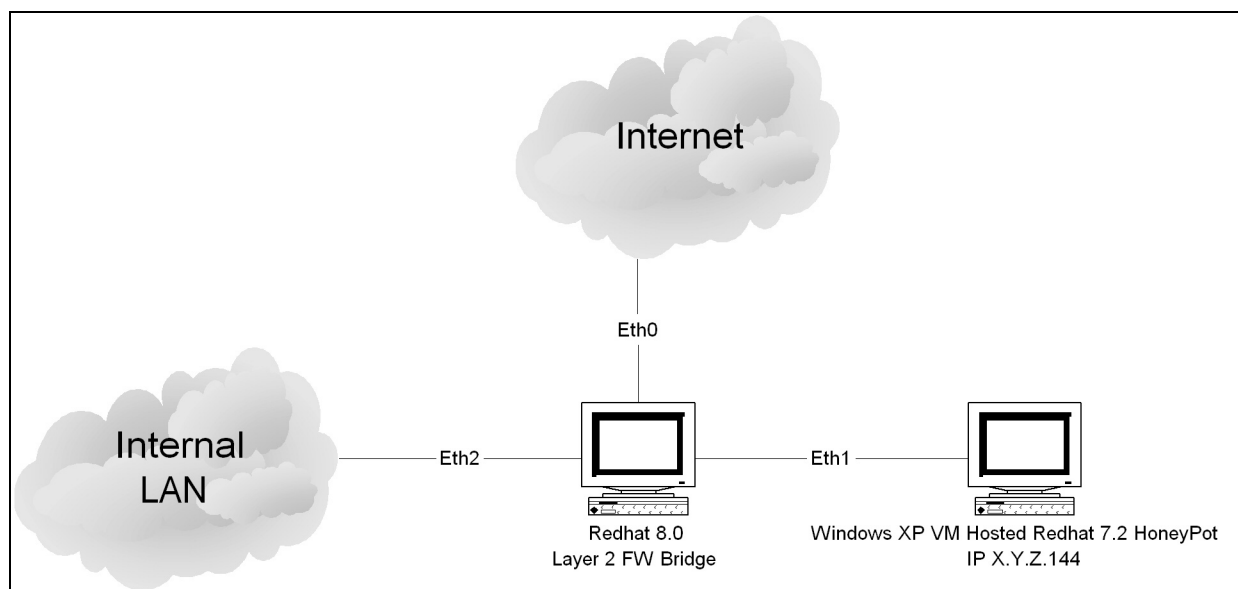 Internet
Eth0
Internal
LAN
Eth2
Eth1
Redhat 8.0
Layer 2 FW Bridge
Windows XP VM Hosted Redhat 7.2 HoneyPot
IP X.Y.Z.144